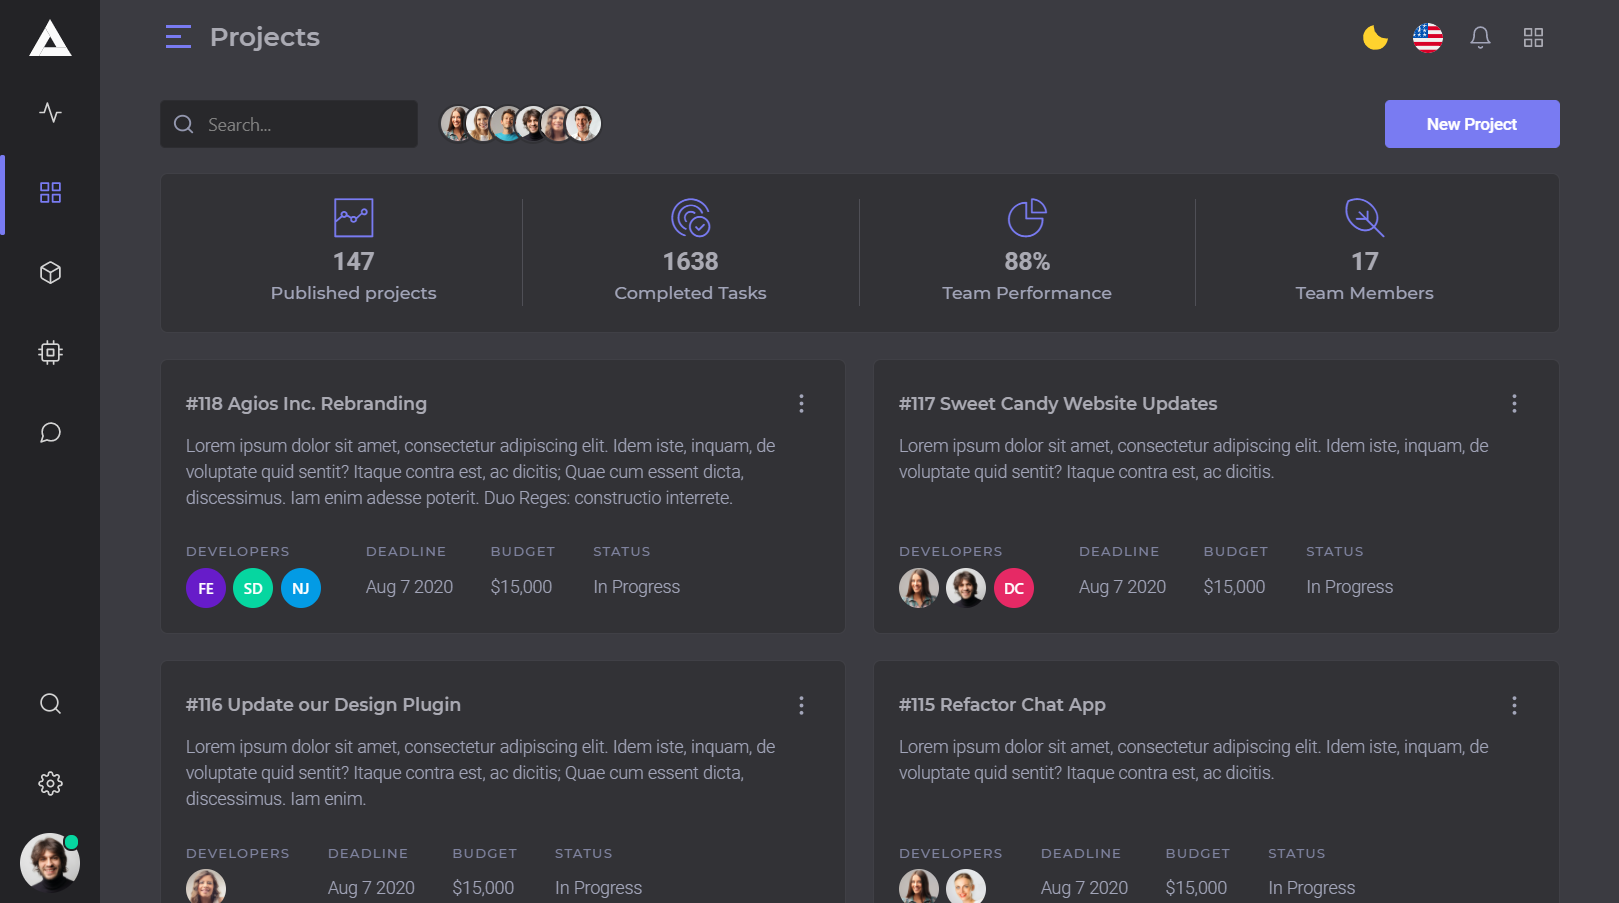 Projects
Search...
New Project
147
Published projects
1638
Completed Tasks
88%
Team Performance
17
Team Members
#118 Agios Inc. Rebranding
Lorem ipsum dolor sit amet, consectetur adipiscing elit. Idem iste, inquam, de
voluptate quid sentit? Itaque contra est, ac dicitis; Quae cum essent dicta,
discessimus. Iam enim adesse poterit. Duo Reges: constructio interrete.
DEVELOPERS DEADLINE BUDGET STATUS
FE SD NJ Aug 7 2020 $15,000 In Progress
#117 Sweet Candy Website Updates
Lorem ipsum dolor sit amet, consectetur adipiscing elit. Idem iste, inquam, de
voluptate quid sentit? Itaque contra est, ac dicitis.
DEVELOPERS DEADLINE BUDGET STATUS
DC Aug 7 2020 $15,000 In Progress
#116 Update our Design Plugin
Lorem ipsum dolor sit amet, consectetur adipiscing elit. Idem iste, inquam, de
voluptate quid sentit? Itaque contra est, ac dicitis; Quae cum essent dicta,
discessimus. Iam enim.
DEVELOPERS DEADLINE BUDGET STATUS
Aug 7 2020 $15,000 In Progress
#115 Refactor Chat App
Lorem ipsum dolor sit amet, consectetur adipiscing elit. Idem iste, inquam, de
voluptate quid sentit? Itaque contra est, ac dicitis.
DEVELOPERS DEADLINE BUDGET STATUS
Aug 7 2020 $15,000 In Progress